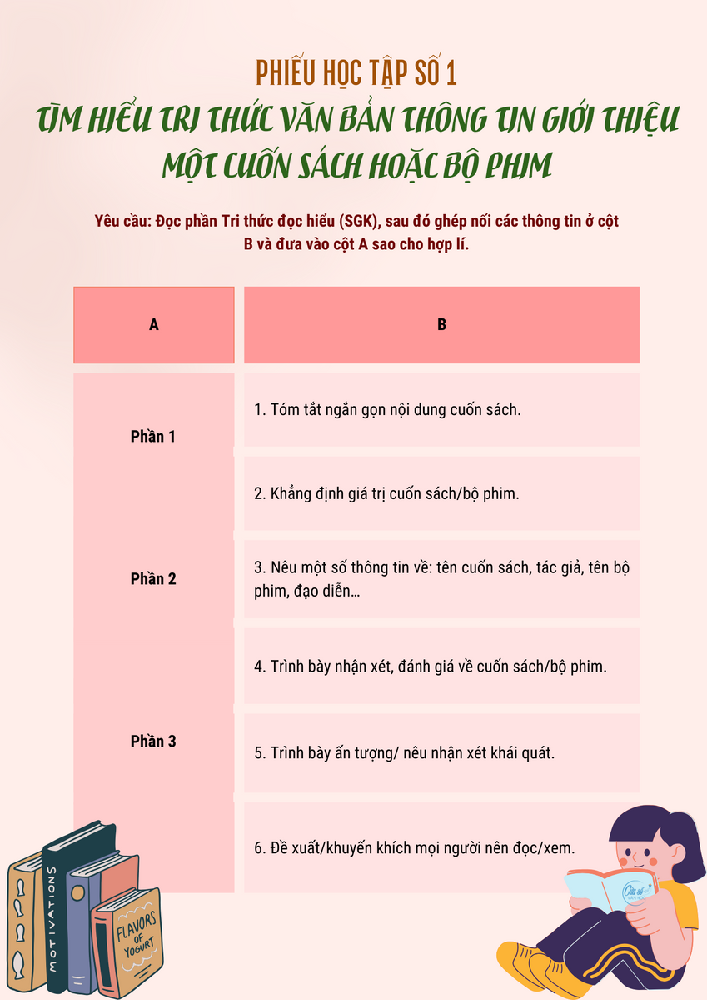 PHIẾU HỌC TẬP SỐ 1
TÌM HIỂU TRI THỨC VĂN BẢN THÔNG TIN GIỚI THIỆU
MỘT CUỐN SÁCH HOẶC BỘ PHIM
Yêu cầu: Đọc phần Tri thức đọc hiểu (SGK), sau đó ghép nối các thông tin ở cột
B và đưa vào cột A sao cho hợp lí.
A
B
Phần 1
1. Tóm tắt ngắn gọn nội dung cuốn sách.
2. Khẳng định giá trị cuốn sách/bộ phim.
Phần 2
3. Nêu một số thông tin về: tên cuốn sách, tác giả, tên bộ
phim, đạo diễn…
4. Trình bày nhận xét, đánh giá về cuốn sách/bộ phim.
Phần 3
5. Trình bày ấn tượng/ nêu nhận xét khái quát.
6. Đề xuất/khuyến khích mọi người nên đọc/xem.
MOTIVATIONS
FLAVORS
OF
YOGURT